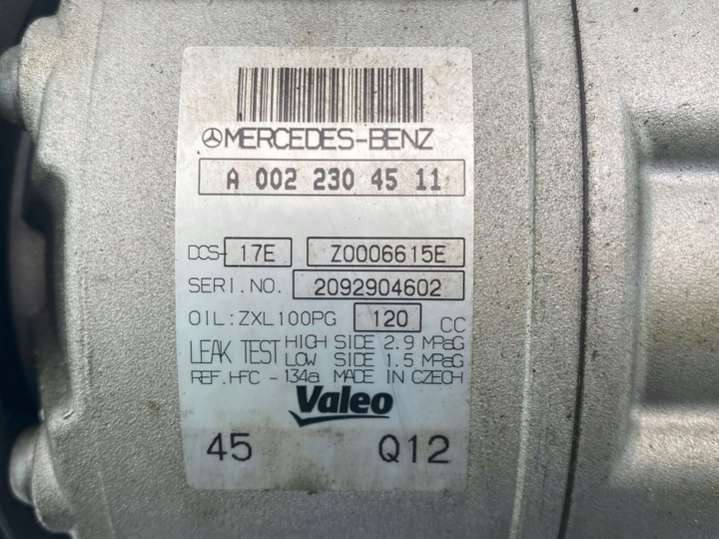 MERCEDES-BENZ
A 002 230 45 11
DCS- 17E Z0006615E
SERI.NO. 2092904602
OIL:ZXL100PG 120 CC
LEAK TEST HIGH SIDE 2.9 MPaG
LOW SIDE 1.5 MPaG
REF.HFC - 134a MADE IN CZECH
Valeo
45 Q12